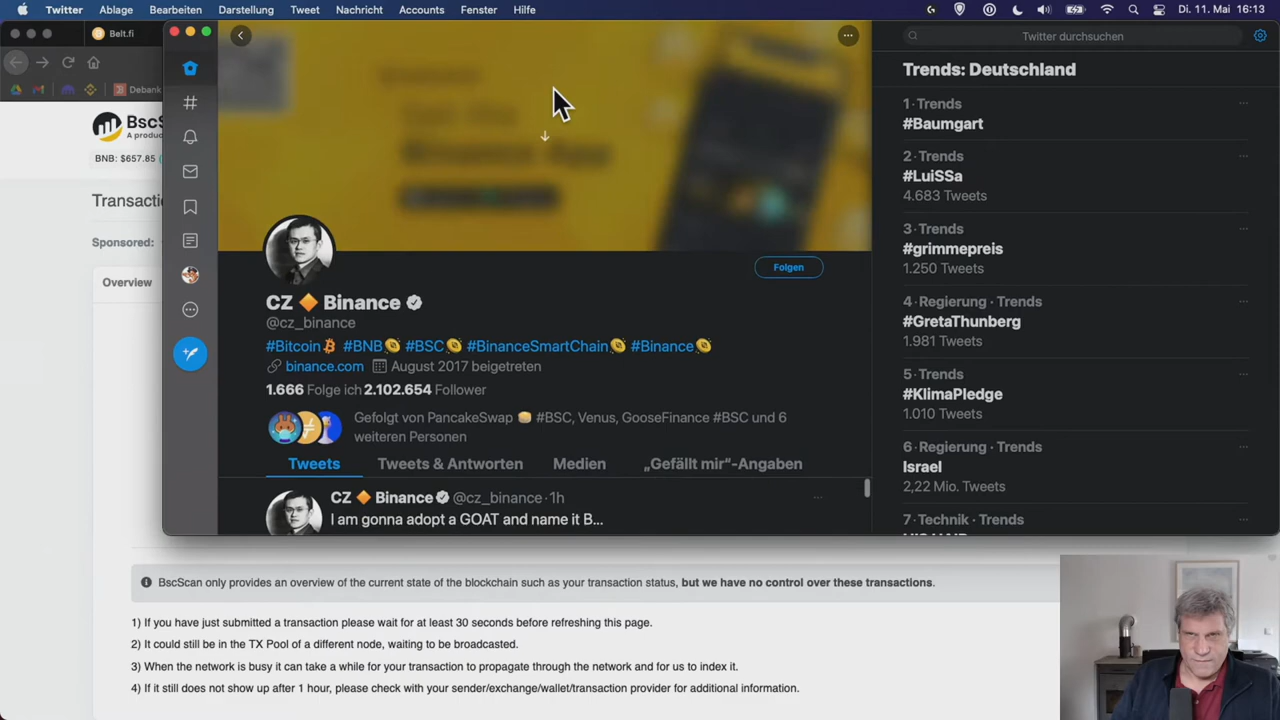 Twitter Ablage Bearbeiten Darstellung Tweet Nachricht Accounts Fenster Hilfe Di. 11. Mai 16:13
Belt.fi
Debank
BscScan
A produ
BNB: $657.85
Transacti
Sponsored:
Overview
Binance App
CZ 🔶 Binance
@cz_binance
#Bitcoin #BNB #BSC #BinanceSmartChain #Binance
binance.com August 2017 beigetreten
1.666 Folge ich 2.102.654 Follower
Gefolgt von PancakeSwap 🥞 #BSC, Venus, GooseFinance #BSC und 6
weiteren Personen
Folgen
Tweets Tweets & Antworten Medien „Gefällt mir“-Angaben
CZ 🔶 Binance @cz_binance · 1h
I am gonna adopt a GOAT and name it B...
Twitter durchsuchen
Trends: Deutschland
1 · Trends
#Baumgart
2 · Trends
#LuiSSa
4.683 Tweets
3 · Trends
#grimmepreis
1.250 Tweets
4 · Regierung · Trends
#GretaThunberg
1.981 Tweets
5 · Trends
#KlimaPledge
1.010 Tweets
6 · Regierung · Trends
Israel
2,22 Mio. Tweets
7 · Technik · Trends
BscScan only provides an overview of the current state of the blockchain such as your transaction status, but we have no control over these transactions.
1) If you have just submitted a transaction please wait for at least 30 seconds before refreshing this page.
2) It could still be in the TX Pool of a different node, waiting to be broadcasted.
3) When the network is busy it can take a while for your transaction to propagate through the network and for us to index it.
4) If it still does not show up after 1 hour, please check with your sender/exchange/wallet/transaction provider for additional information.